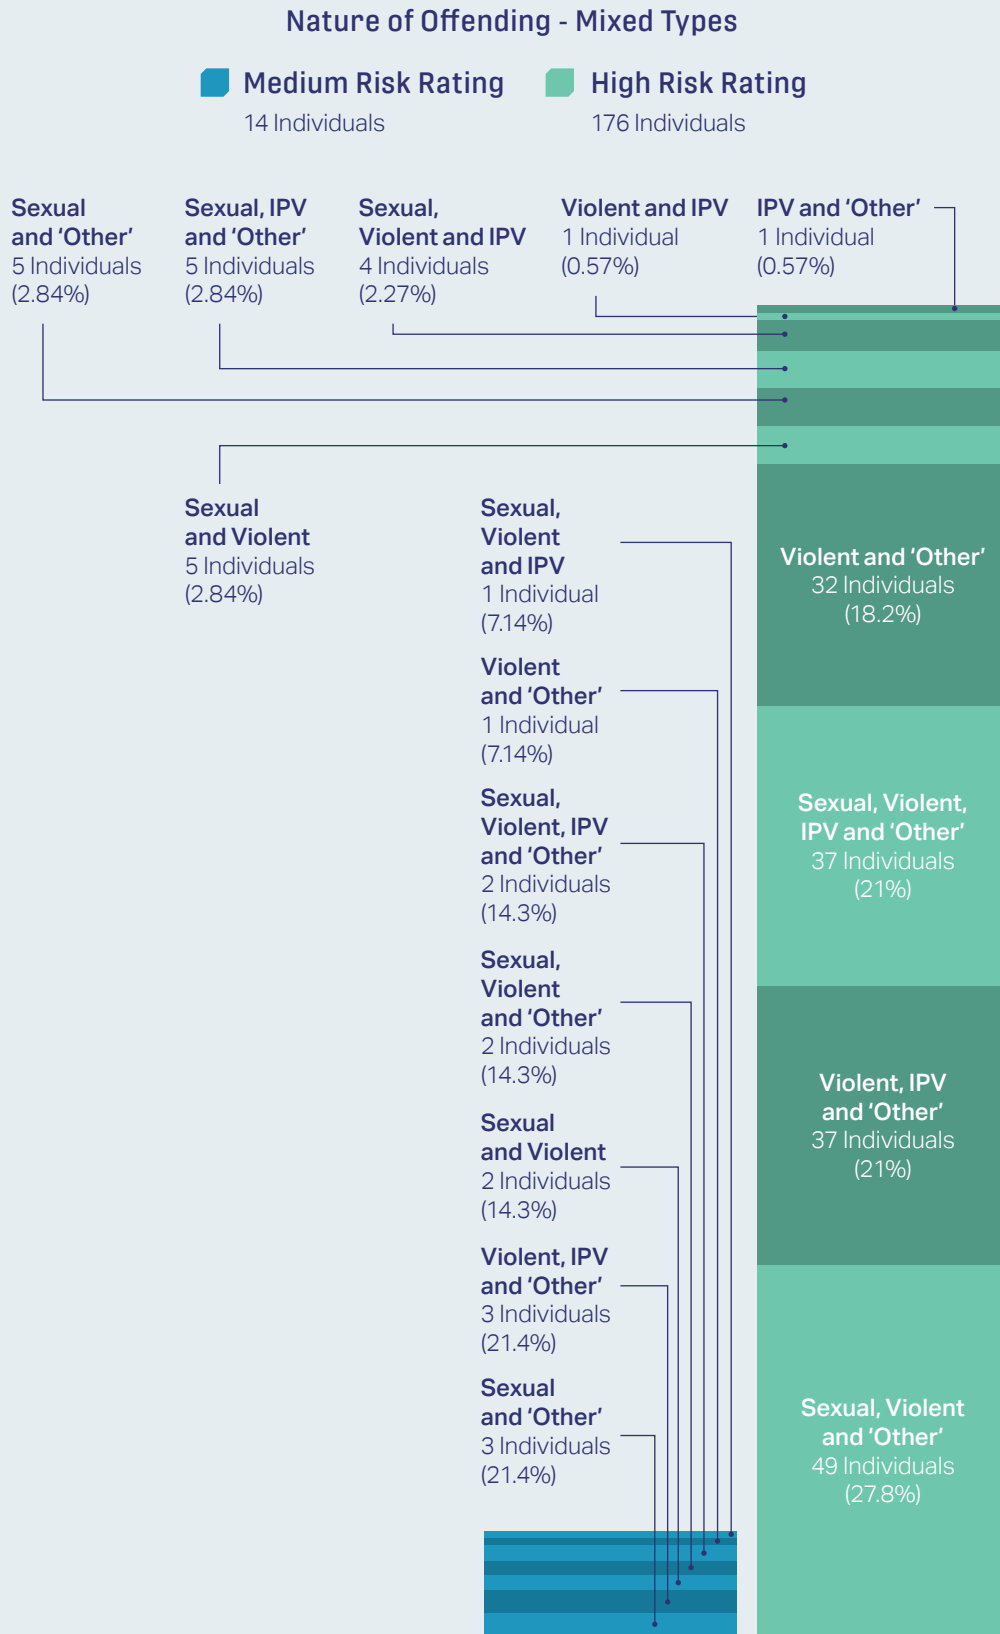 Nature of Offending - Mixed Types
Medium Risk Rating
14 Individuals
High Risk Rating
176 Individuals
Sexual
and ‘Other’
5 Individuals
(2.84%)
Sexual, IPV
and ‘Other’
5 Individuals
(2.84%)
Sexual,
Violent and IPV
4 Individuals
(2.27%)
Violent and IPV
1 Individual
(0.57%)
IPV and ‘Other’
1 Individual
(0.57%)
Sexual
and Violent
5 Individuals
(2.84%)
Sexual,
Violent
and IPV
1 Individual
(7.14%)
Violent
and ‘Other’
1 Individual
(7.14%)
Sexual,
Violent, IPV
and ‘Other’
2 Individuals
(14.3%)
Sexual,
Violent
and ‘Other’
2 Individuals
(14.3%)
Sexual
and Violent
2 Individuals
(14.3%)
Violent, IPV
and ‘Other’
3 Individuals
(21.4%)
Sexual
and ‘Other’
3 Individuals
(21.4%)
Violent and ‘Other’
32 Individuals
(18.2%)
Sexual, Violent,
IPV and ‘Other’
37 Individuals
(21%)
Violent, IPV
and ‘Other’
37 Individuals
(21%)
Sexual, Violent
and ‘Other’
49 Individuals
(27.8%)